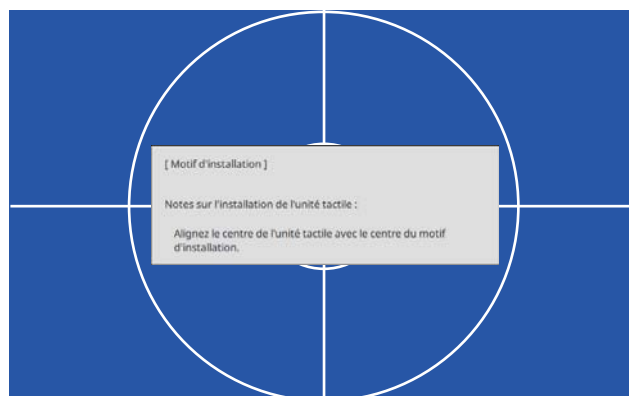 [ Motif d'installation ]
Notes sur l'installation de l'unité tactile :
Alignez le centre de l'unité tactile avec le centre du motif
d'installation.